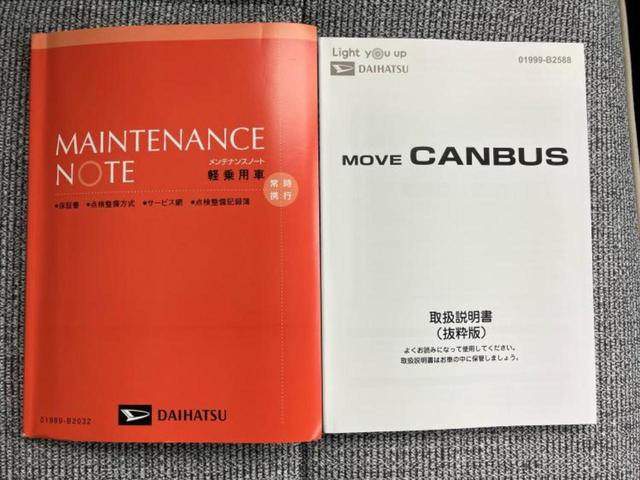 MAINTENANCE
NOTE
メンテナンスノート
軽乗用車
常時
携行
●保証書 ●点検整備方式 ●サービス網 ●点検整備記録簿
DAIHATSU
01989-B2032
Light you up
DAIHATSU
01999-B2588
MOVE CANBUS
取扱説明書
（抜粋版）
よくお読みになって使用してください。
取扱説明書はお車の中に保管しましょう。